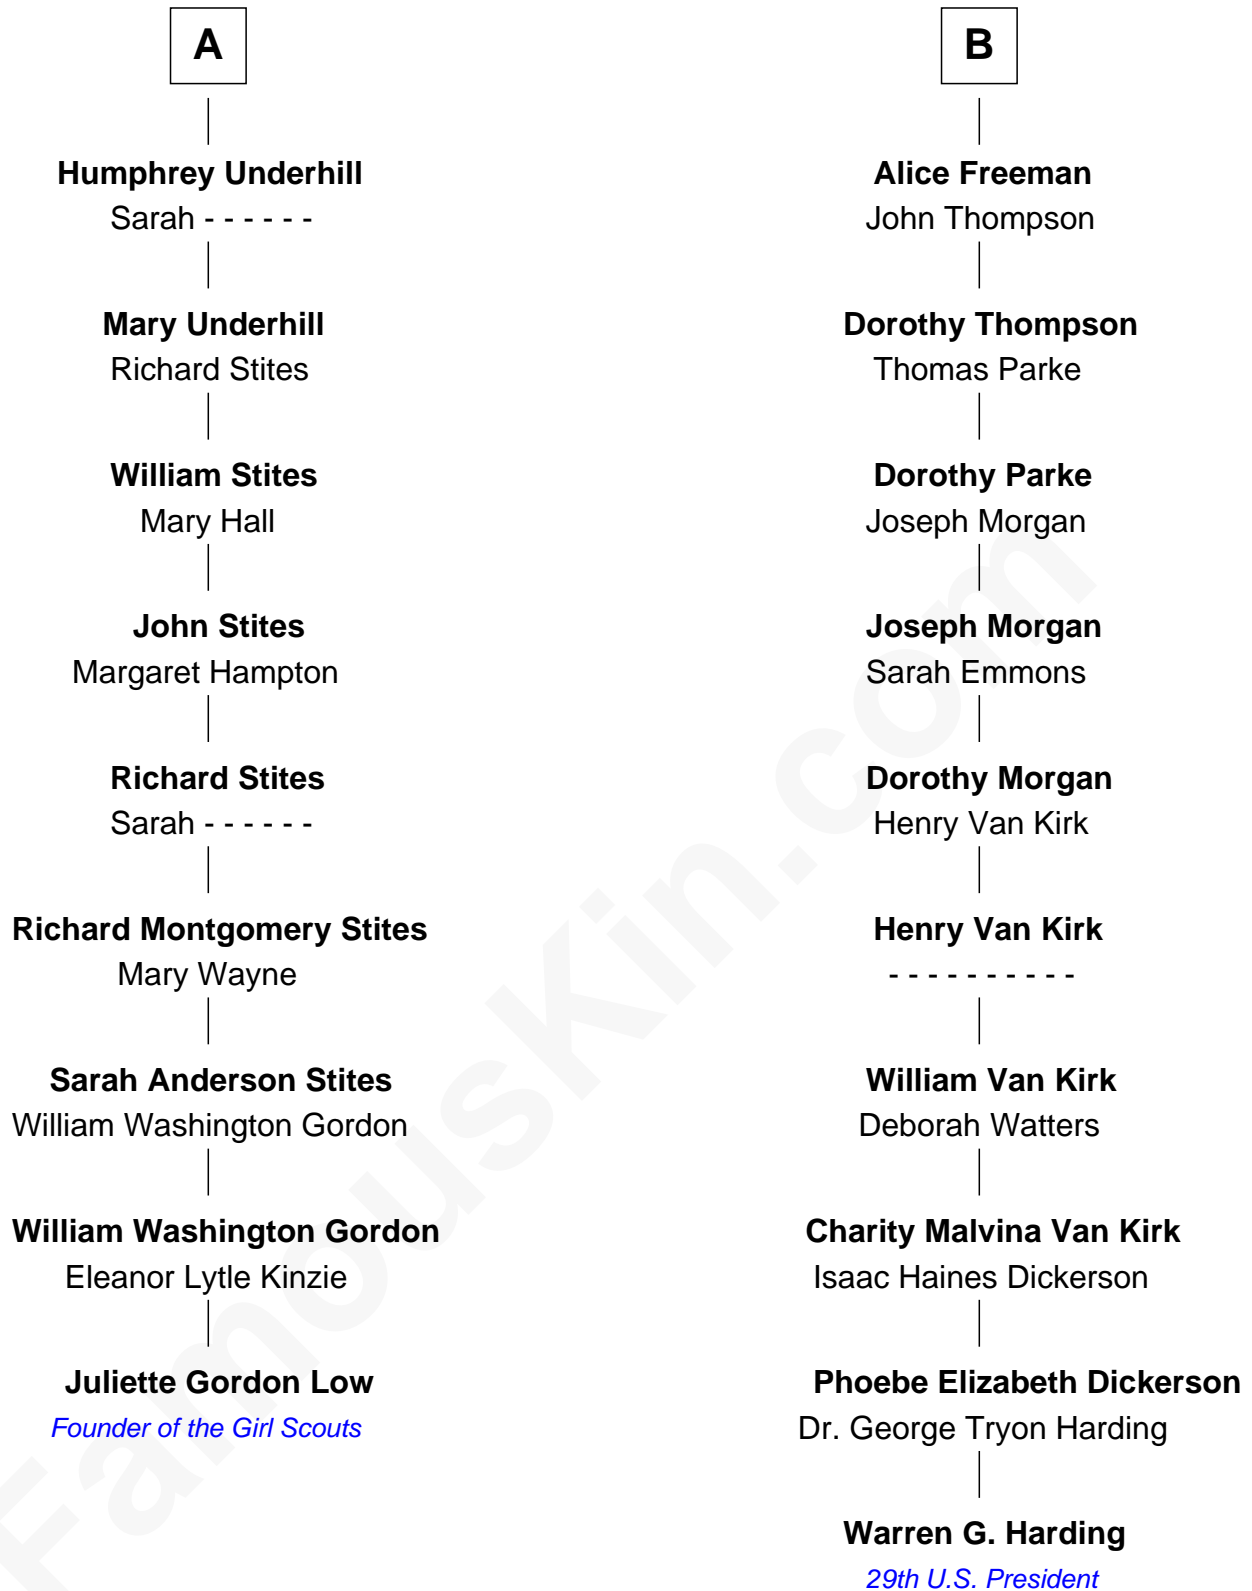 A
Humphrey Underhill
Sarah - - - - - -
Mary Underhill
Richard Stites
William Stites
Mary Hall
John Stites
Margaret Hampton
Richard Stites
Sarah - - - - - -
Richard Montgomery Stites
Mary Wayne
Sarah Anderson Stites
William Washington Gordon
William Washington Gordon
Eleanor Lytle Kinzie
Juliette Gordon Low
Founder of the Girl Scouts
B
Alice Freeman
John Thompson
Dorothy Thompson
Thomas Parke
Dorothy Parke
Joseph Morgan
Joseph Morgan
Sarah Emmons
Dorothy Morgan
Henry Van Kirk
Henry Van Kirk
- - - - - - - - - -
William Van Kirk
Deborah Watters
Charity Malvina Van Kirk
Isaac Haines Dickerson
Phoebe Elizabeth Dickerson
Dr. George Tryon Harding
Warren G. Harding
29th U.S. President
FamousKin.com